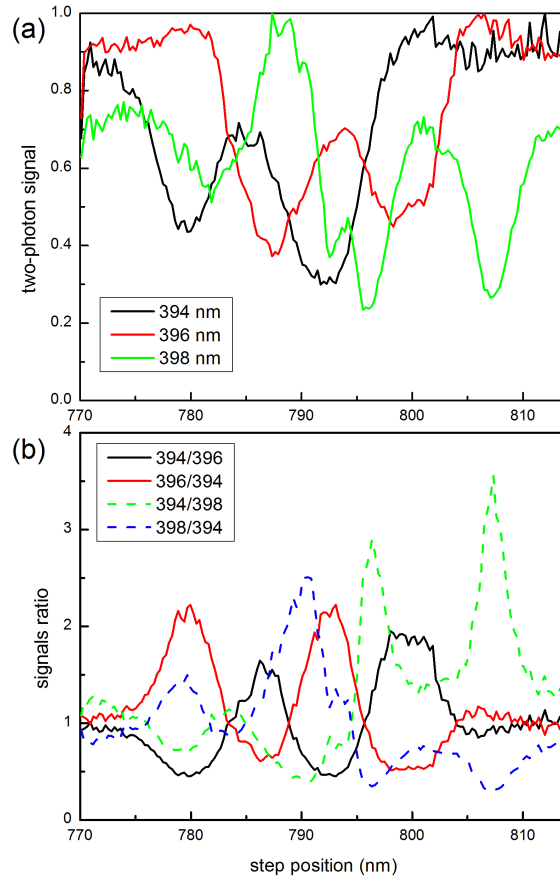 (a)
1.0
0.8
0.6
0.4
0.2
0.0
two-photon signal
394 nm
396 nm
398 nm
770 780 790 800 810
(b)
4
3
2
1
0
signals ratio
394/396
396/394
394/398
398/394
770 780 790 800 810
step position (nm)